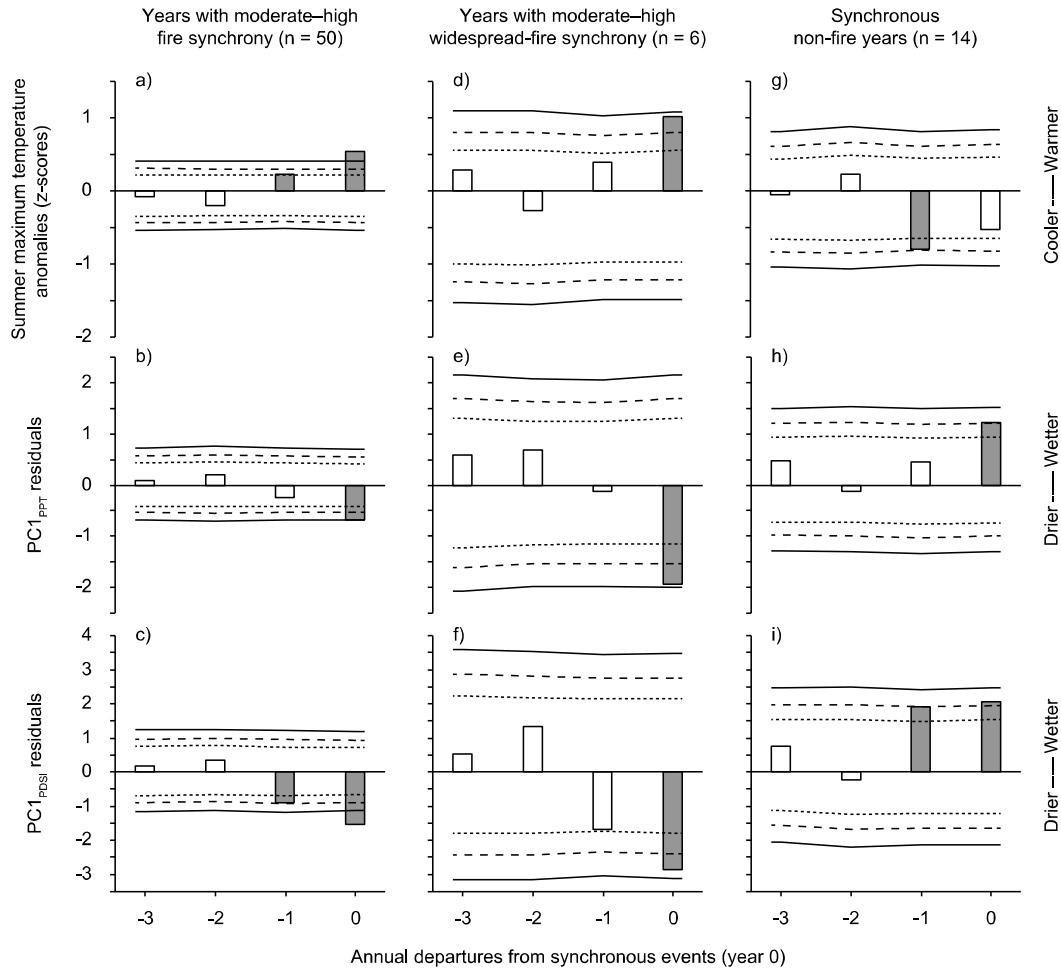 Years with moderate–high
fire synchrony (n = 50)
Years with moderate–high
widespread-fire synchrony (n = 6)
Synchronous
non-fire years (n = 14)
Summer maximum temperature
anomalies (z-scores)
a)
1
0
-1
-2
d)
g)
Cooler ----- Warmer
PC1PPT residuals
b)
2
1
0
-1
-2
e)
h)
Drier ----- Wetter
PC1PDSI residuals
c)
4
3
2
1
0
-1
-2
-3
f)
i)
Drier ----- Wetter
-3 -2 -1 0
-3 -2 -1 0
-3 -2 -1 0
Annual departures from synchronous events (year 0)